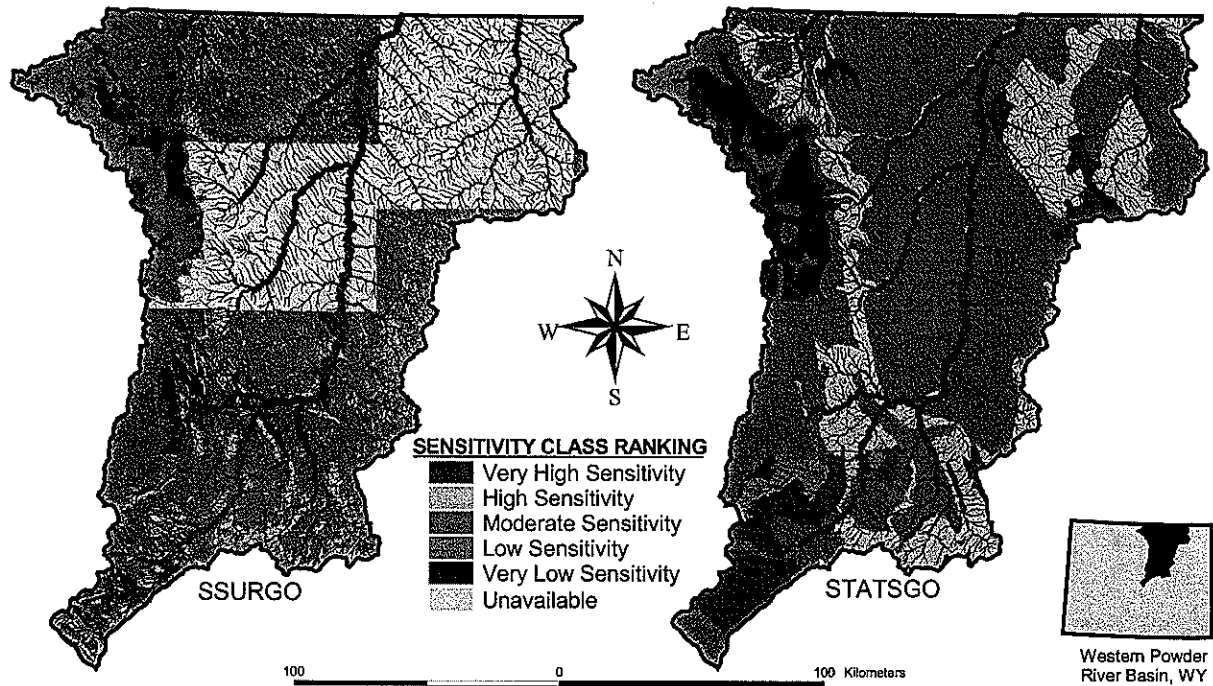 N
W E
S
SENSITIVITY CLASS RANKING
Very High Sensitivity
High Sensitivity
Moderate Sensitivity
Low Sensitivity
Very Low Sensitivity
Unavailable
SSURGO
STATSGO
100 0 100 Kilometers
Western Powder
River Basin, WY